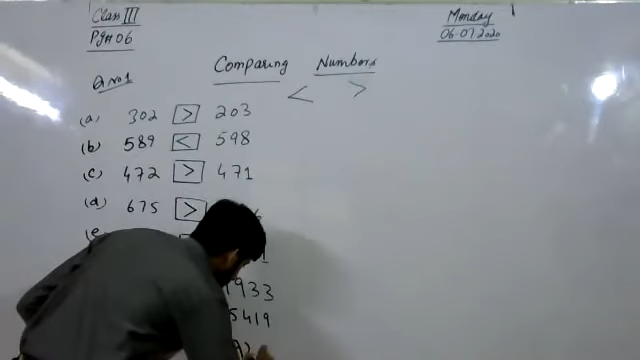 Class III
Monday
Pg# 06
06-07-2020
Comparing Numbers
Q no 1
< >
(a) 302 > 203
(b) 589 < 598
(c) 472 > 471
(d) 675 >
(e)
1933
5419